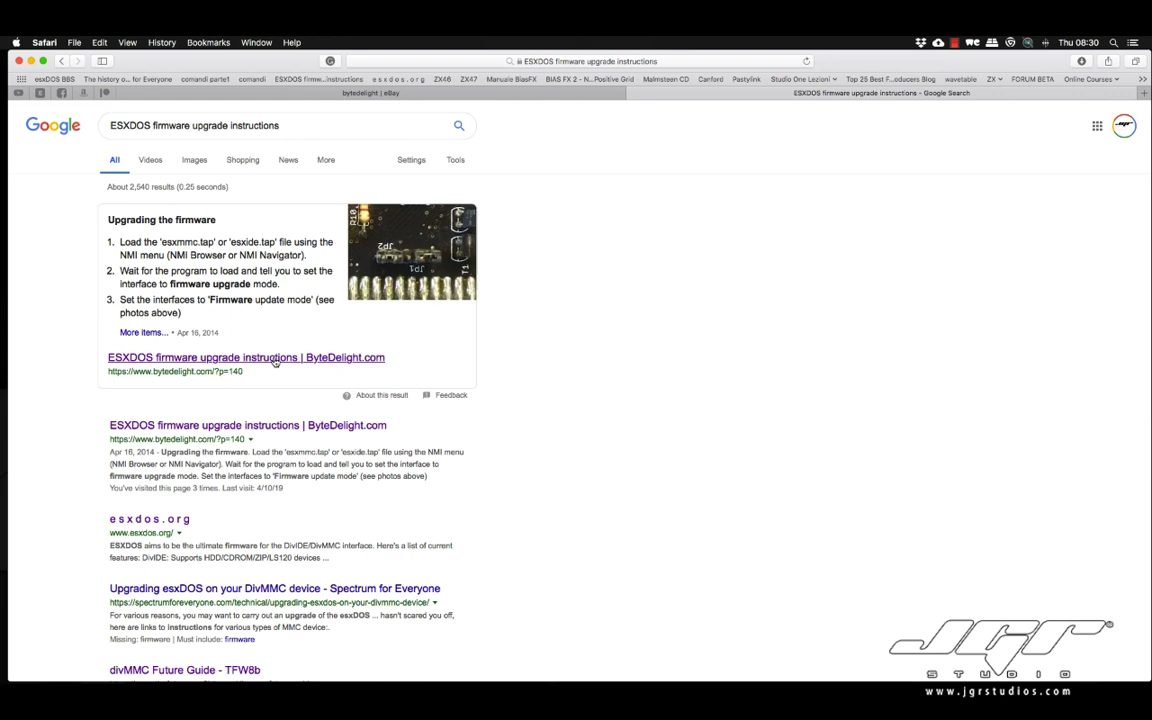 Safari File Edit View History Bookmarks Window Help Thu 08:30
ESXDOS firmware upgrade instructions
esxDOS BBS The history o... for Everyone comandi parte1 comandi ESXDOS firmw...instructions e s x d o s . o r g ZX46 ZX47 Manuale BiasFX BIAS FX 2 - N...Positive Grid Malmsteen CD Canford Pastylink Studio One Lezioni Top 25 Best F...oducers Blog wavetable ZX FORUM BETA Online Courses
bytedelight | eBay ESXDOS firmware upgrade instructions - Google Search
Google ESXDOS firmware upgrade instructions
All Videos Images Shopping News More Settings Tools
About 2,540 results (0.25 seconds)
Upgrading the firmware
1. Load the 'esxmmc.tap' or 'eside.tap' file using the
NMI menu (NMI Browser or NMI Navigator).
2. Wait for the program to load and tell you to set the
interface to firmware upgrade mode.
3. Set the interfaces to 'Firmware update mode' (see
photos above)
More items... • Apr 16, 2014
R10
JP2
JP1
T1
ESXDOS firmware upgrade instructions | ByteDelight.com
https://www.bytedelight.com/?p=140
About this result Feedback
ESXDOS firmware upgrade instructions | ByteDelight.com
https://www.bytedelight.com/?p=140
Apr 16, 2014 - Upgrading the firmware. Load the 'esxmmc.tap' or 'esxide.tap' file using the NMI menu
(NMI Browser or NMI Navigator). Wait for the program to load and tell you to set the interface to
firmware upgrade mode. Set the interfaces to 'Firmware update mode' (see photos above)
You've visited this page 3 times. Last visit: 4/10/19
e s x d o s . o r g
www.esxdos.org/
ESXDOS aims to be the ultimate firmware for the DivIDE/DivMMC interface. Here's a list of current
features: DivIDE: Supports HDD/CDROM/ZIP/LS120 devices ...
Upgrading esxDOS on your DivMMC device - Spectrum for Everyone
https://spectrumforeveryone.com/technical/upgrading-esxdos-on-your-divmmc-device/
For various reasons, you may want to carry out an upgrade of the esxDOS ... hasn't scared you off,
here are links to instructions for various types of MMC device:.
Missing: firmware | Must include: firmware
divMMC Future Guide - TFW8b
JGR ®
STUDIO
www.jgrstudios.com